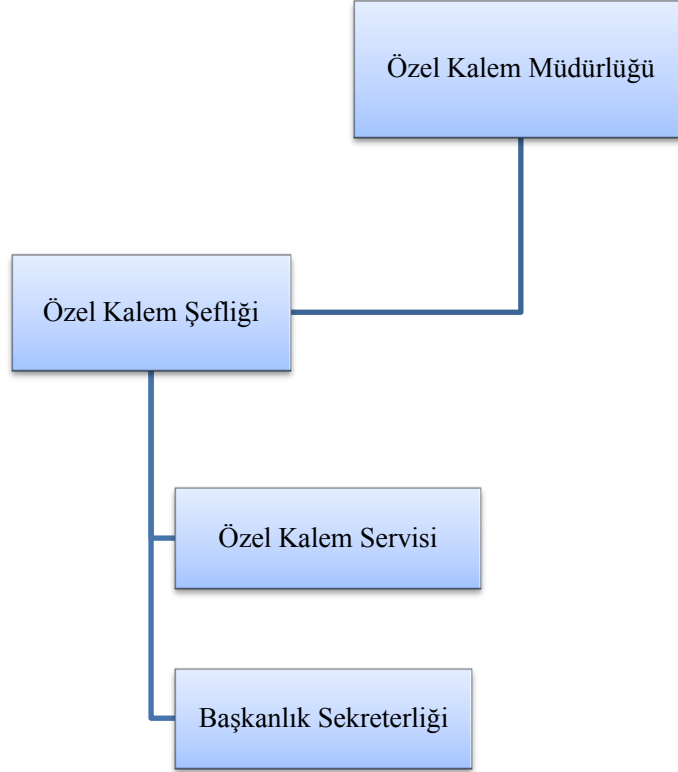 Özel Kalem Müdürlüğü
Özel Kalem Şefliği
Özel Kalem Servisi
Başkanlık Sekreterliği